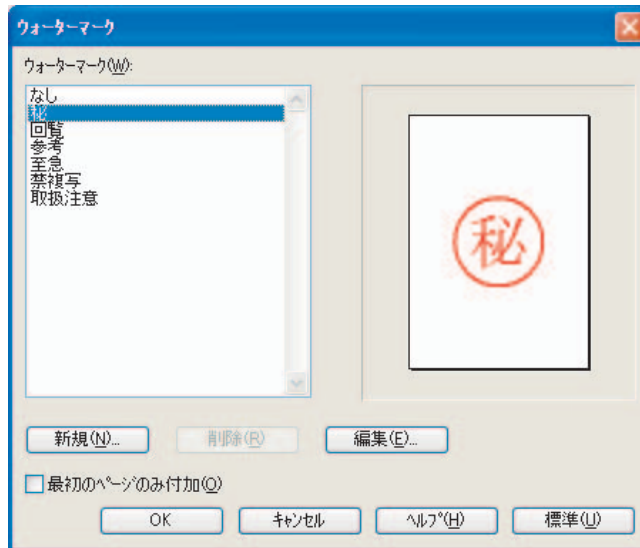 ウォーターマーク
ウォーターマーク(W):
なし
秘
回覧
参考
至急
禁複写
取扱注意
秘
新規(N)...
削除(R)
編集(E)...
最初のページのみ付加(O)
OK
キャンセル
ヘルプ(H)
標準(U)